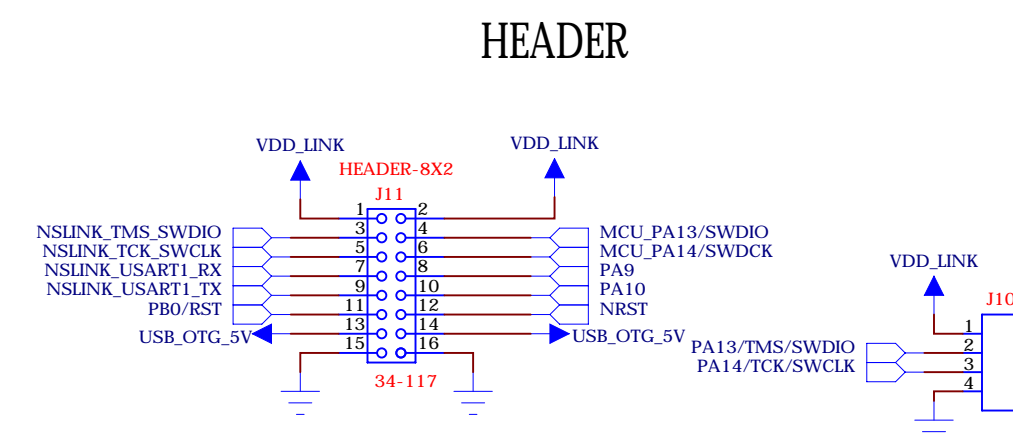 HEADER
VDD_LINK
VDD_LINK
HEADER-8X2
J11
1 2
NSLINK_TMS_SWDIO 3 4 MCU_PA13/SWDIO
NSLINK_TCK_SWCLK 5 6 MCU_PA14/SWDCK
NSLINK_USART1_RX 7 8 PA9
NSLINK_USART1_TX 9 10 PA10
PB0/RST 11 12 NRST
USB_OTG_5V 13 14 USB_OTG_5V
15 16
34-117
VDD_LINK
J10
1
PA13/TMS/SWDIO 2
PA14/TCK/SWCLK 3
4